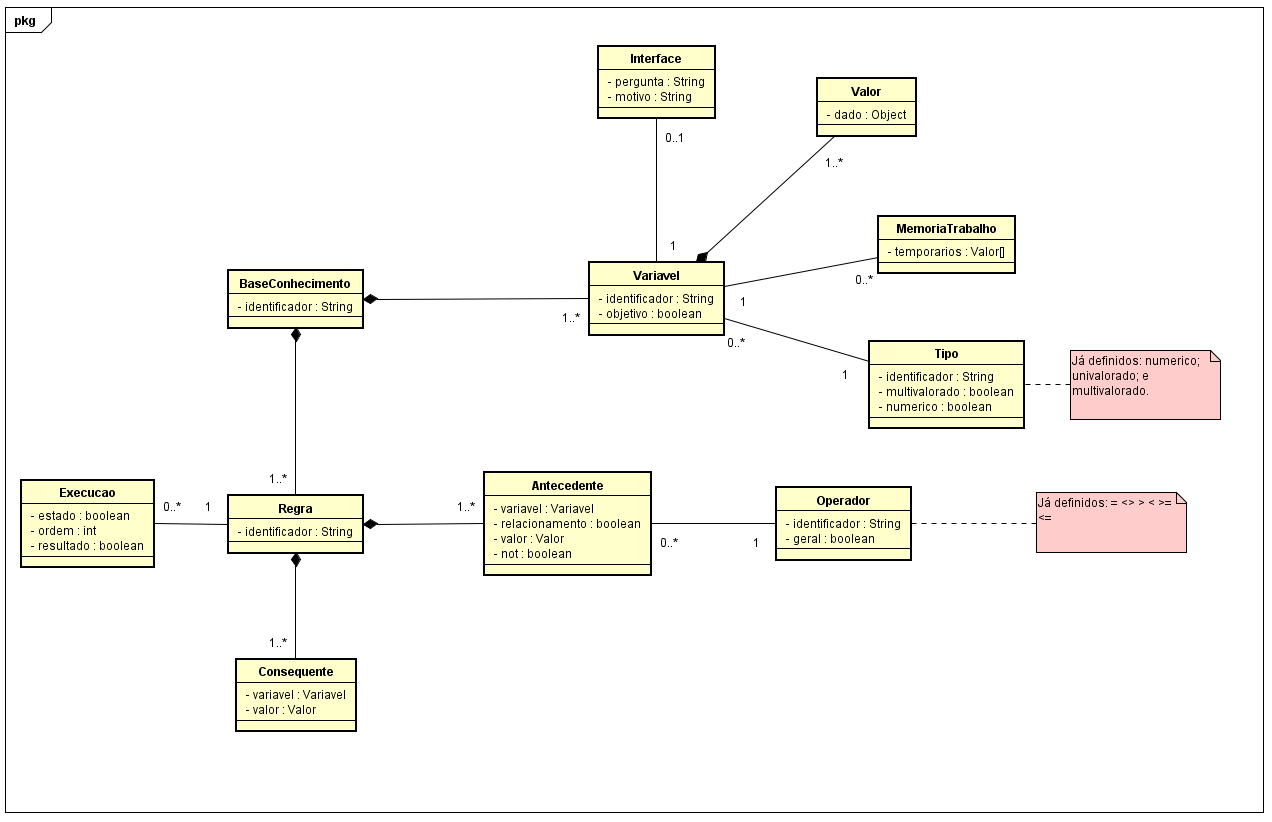 pkg
Interface
- pergunta : String
- motivo : String
0..1
Valor
- dado : Object
1..*
MemoriaTrabalho
- temporarios : Valor[]
0..*
1
1
Variavel
- identificador : String
- objetivo : boolean
BaseConhecimento
- identificador : String
1..*
0..*
1
Tipo
- identificador : String
- multivalorado : boolean
- numerico : boolean
Já definidos: numerico;
univalorado; e
multivalorado.
1..*
Execucao
- estado : boolean
- ordem : int
- resultado : boolean
0..*
1
Regra
- identificador : String
1..*
Antecedente
- variavel : Variavel
- relacionamento : boolean
- valor : Valor
- not : boolean
0..*
1
Operador
- identificador : String
- geral : boolean
Já definidos: = <> > < >=
<=
1..*
Consequente
- variavel : Variavel
- valor : Valor